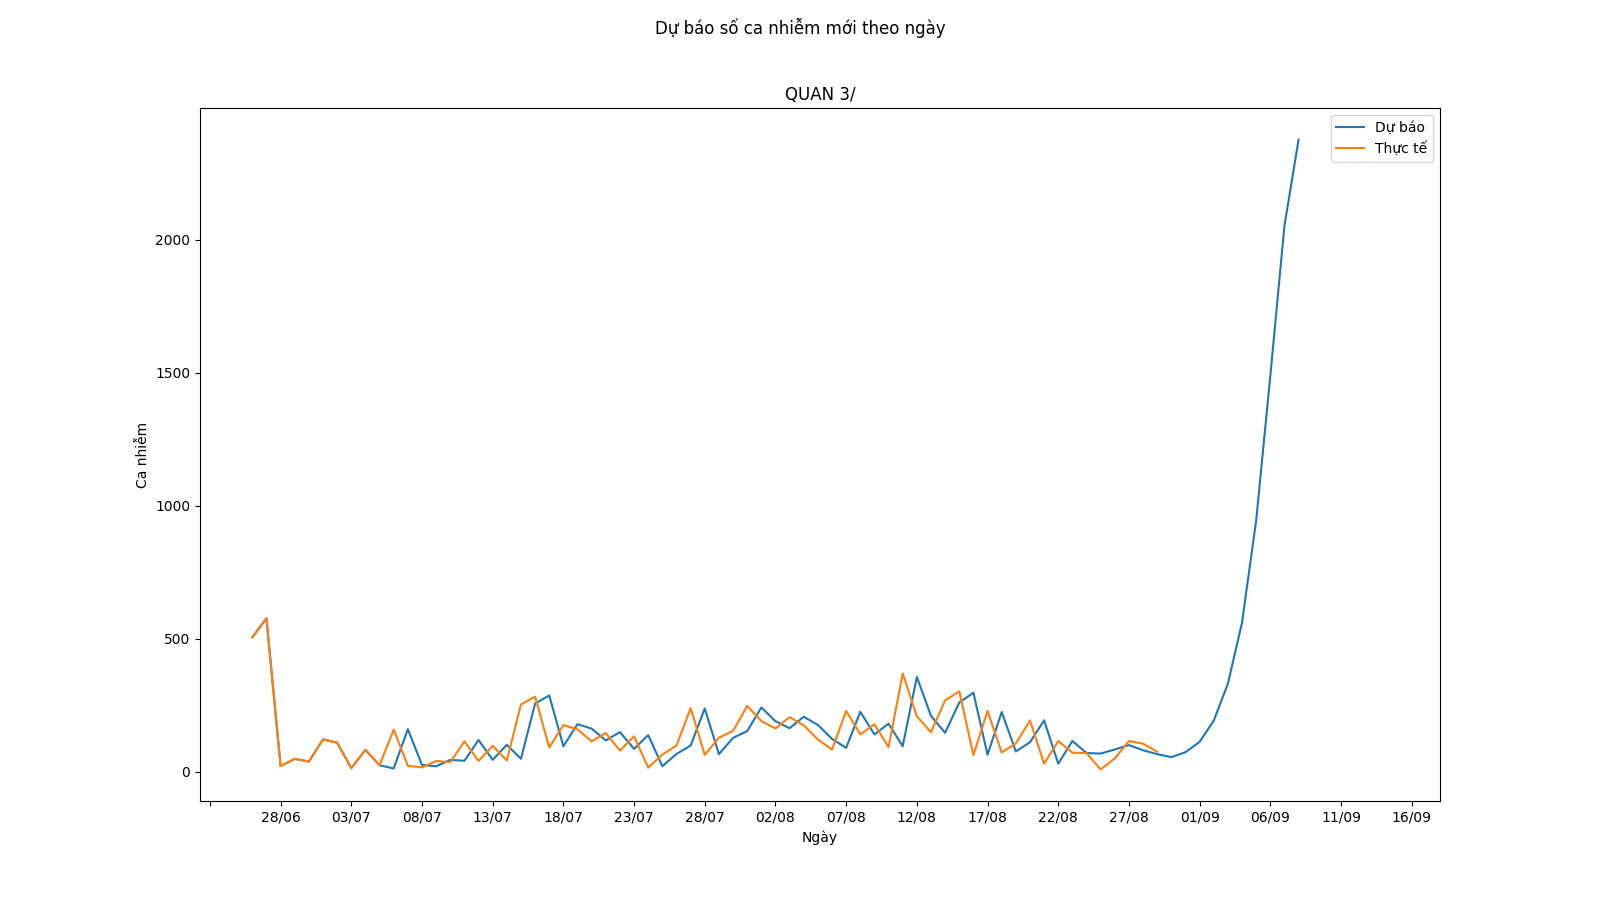 Dự báo số ca nhiễm mới theo ngày
QUAN 3/
Dự báo
Thực tế
2000
1500
1000
500
0
Ca nhiễm
28/06 03/07 08/07 13/07 18/07 23/07 28/07 02/08 07/08 12/08 17/08 22/08 27/08 01/09 06/09 11/09 16/09
Ngày